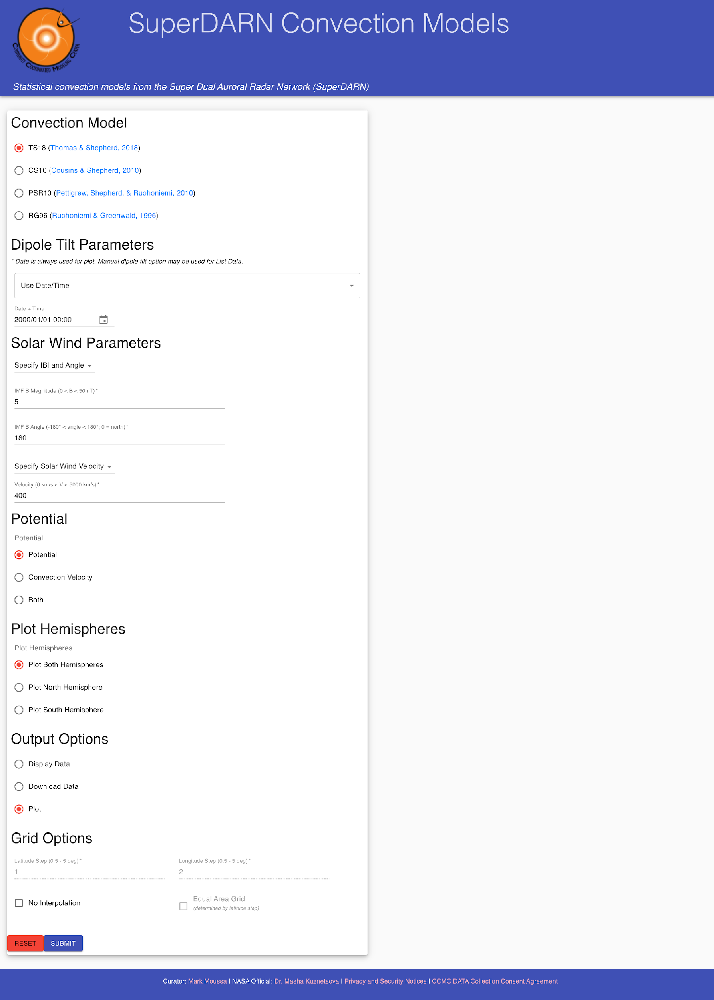 SuperDARN Convection Models
COMMUNITY COORDINATED MODELING CENTER
Statistical convection models from the Super Dual Auroral Radar Network (SuperDARN)
Convection Model
TS18 (Thomas & Shepherd, 2018)
CS10 (Cousins & Shepherd, 2010)
PSR10 (Pettigrew, Shepherd, & Ruohoniemi, 2010)
RG96 (Ruohoniemi & Greenwald, 1996)
Dipole Tilt Parameters
* Date is always used for plot. Manual dipole tilt option may be used for List Data.
Use Date/Time
Date + Time
2000/01/01 00:00
Solar Wind Parameters
Specify |B| and Angle
IMF B Magnitude (0 < B < 50 nT) *
5
IMF B Angle (-180° < angle < 180°; 0 = north) *
180
Specify Solar Wind Velocity
Velocity (0 km/s < V < 5000 km/s) *
400
Potential
Potential
Potential
Convection Velocity
Both
Plot Hemispheres
Plot Hemispheres
Plot Both Hemispheres
Plot North Hemisphere
Plot South Hemisphere
Output Options
Display Data
Download Data
Plot
Grid Options
Latitude Step (0.5 - 5 deg) * Longitude Step (0.5 - 5 deg) *
1 2
No Interpolation Equal Area Grid
(determined by latitude step)
RESET SUBMIT
Curator: Mark Moussa | NASA Official: Dr. Masha Kuznetsova | Privacy and Security Notices | CCMC DATA Collection Consent Agreement